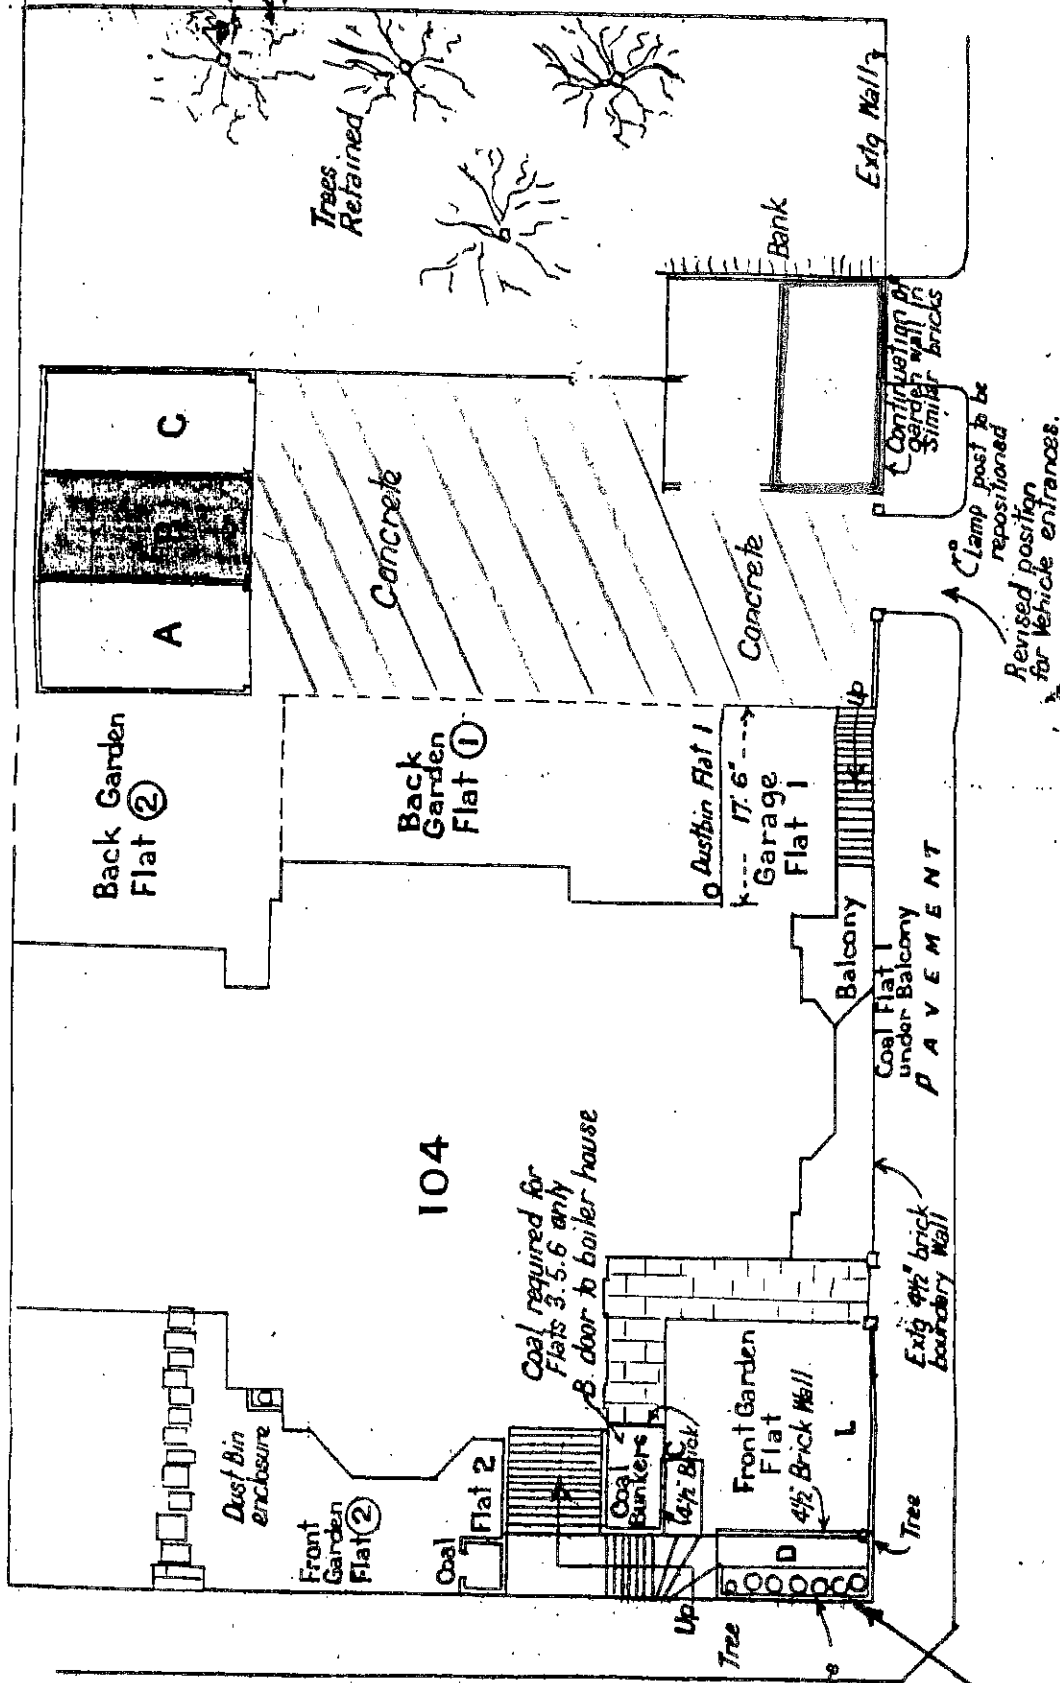 Trees
Retained
Extg Wall
Bank
Continuation of
garden wall in
Similar bricks
Lamp post to be
repositioned
Revised position
for Vehicle entrances.
C
A
Concrete
Concrete
Back Garden
Flat ②
Back
Garden
Flat ①
Dustbin Flat 1
17' 6"
Garage
Flat 1
Up
Balcony
Coal Flat 1
under Balcony
PAVEMENT
104
Coal required for
Flats 3.5.6 only
B. door to boiler house
Extg 4½" brick
boundary Wall
Dust Bin
enclosure
Front
Garden
Flat ②
Coal
Flat 2
Coal
Bunkers
4½" Brick
Front Garden
Flat
4½" Brick Wall
L
D
Up
Tree
Tree